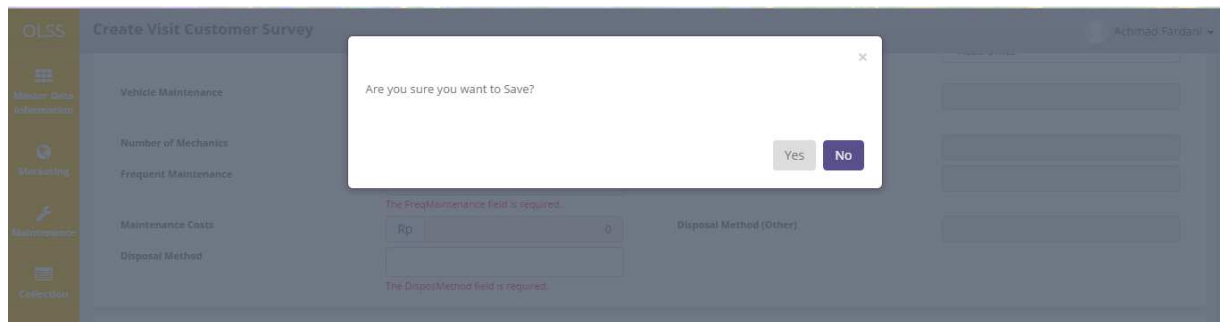 OLSS
Create Visit Customer Survey
Achmad Fardani
×
Master Data
Information
Vehicle Maintenance
Are you sure you want to Save?
Number of Mechanics
Yes
No
Marketing
Frequent Maintenance
The FreqMaintenance field is required.
Maintenance
Maintenance Costs
Rp
0
Disposal Method (Other)
Disposal Method
Collection
The DisposMethod field is required.